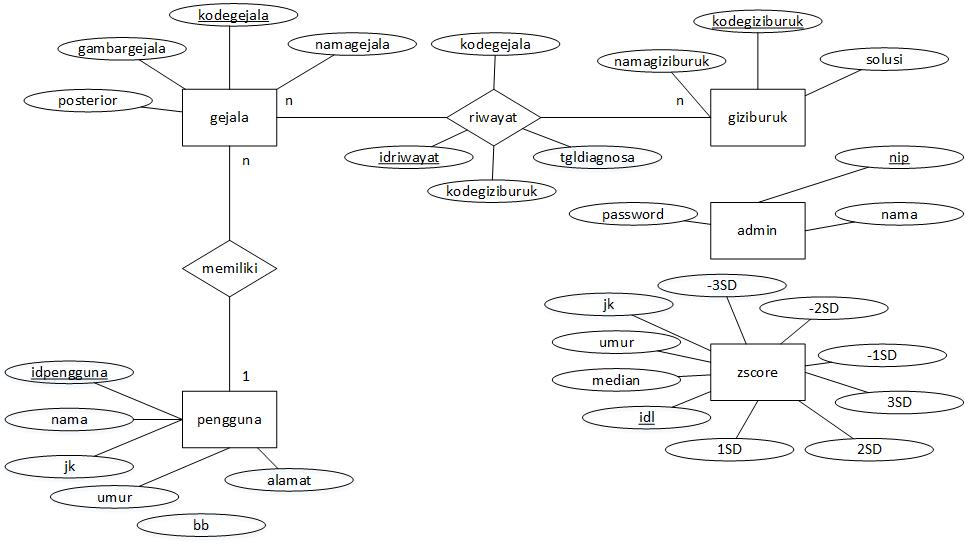 kodegejala
gambargejala
namagejala
posterior
gejala
n
n
kodegejala
riwayat
idriwayat
tgldiagnosa
kodegiziburuk
kodegiziburuk
namagiziburuk
solusi
n
giziburuk
nip
password
nama
admin
memiliki
-3SD
jk
-2SD
umur
-1SD
median
zscore
3SD
idl
1SD
2SD
1
idpengguna
nama
pengguna
jk
alamat
umur
bb